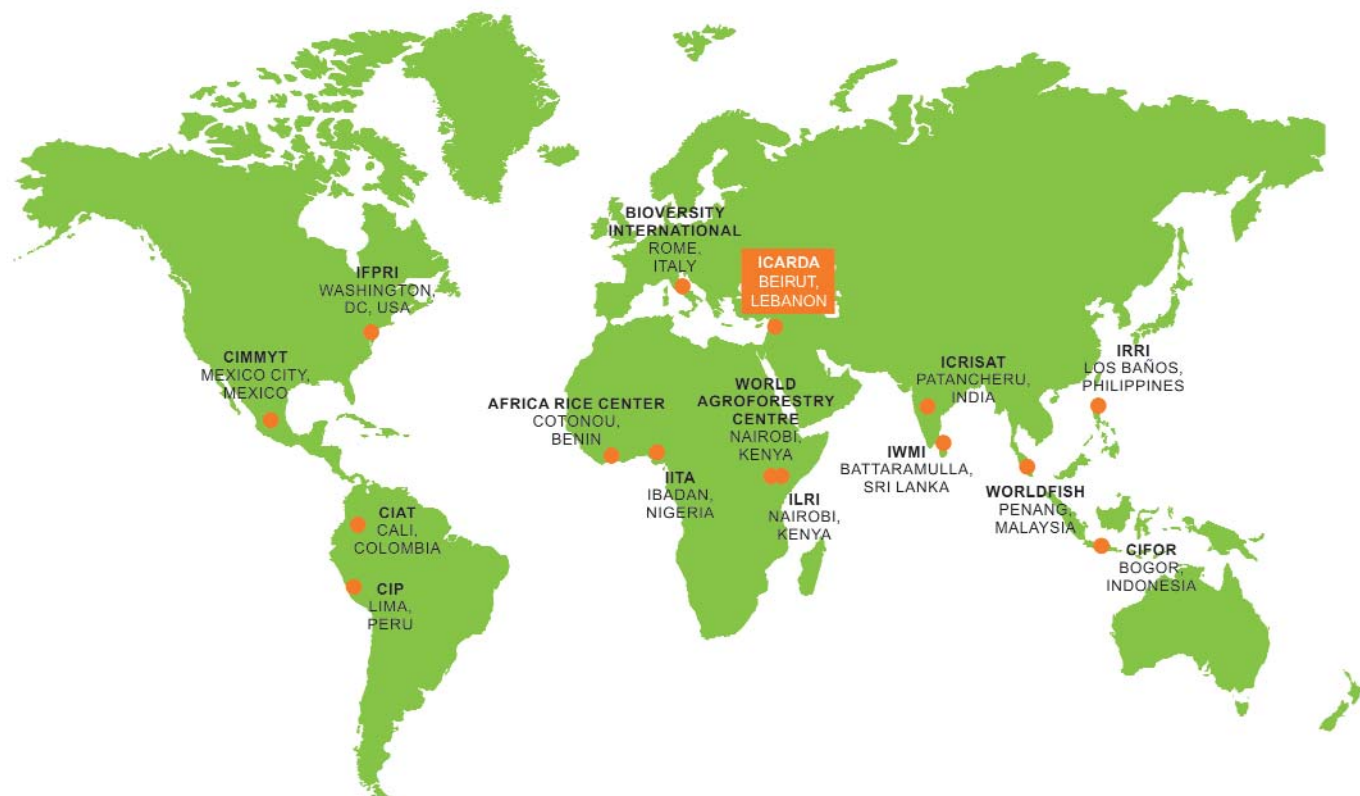 BIOVERSITY
INTERNATIONAL
ROME,
ITALY
ICARDA
BEIRUT,
LEBANON
IFPRI
WASHINGTON,
DC, USA
CIMMYT
MEXICO CITY,
MEXICO
AFRICA RICE CENTER
COTONOU,
BENIN
WORLD
AGROFORESTRY
CENTRE
NAIROBI,
KENYA
ICRISAT
PATANCHERU,
INDIA
IRRI
LOS BAÑOS,
PHILIPPINES
IITA
IBADAN,
NIGERIA
ILRI
NAIROBI,
KENYA
IWMI
BATTARAMULLA,
SRI LANKA
WORLDFISH
PENANG,
MALAYSIA
CIAT
CALI,
COLOMBIA
CIFOR
BOGOR,
INDONESIA
CIP
LIMA,
PERU